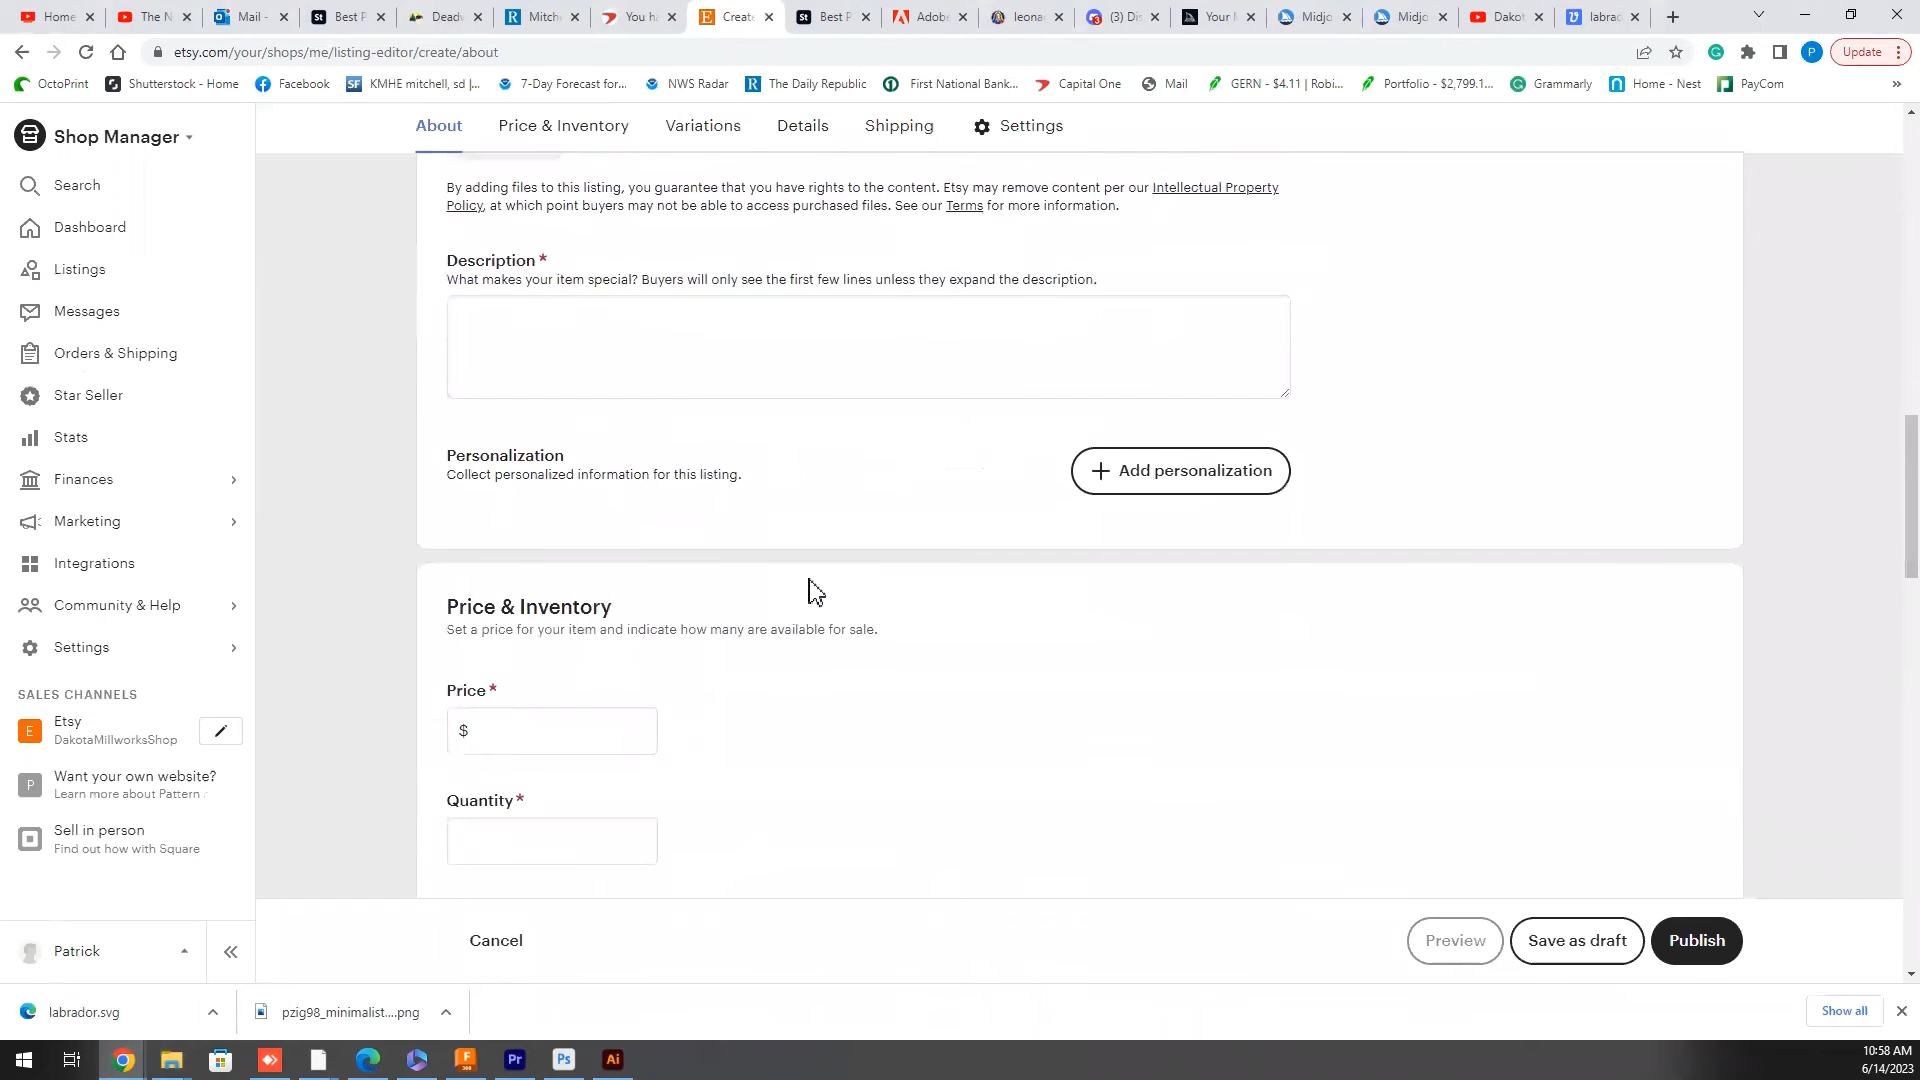 Home
The N
Mail -
Best P
Deadw
Mitche
You ha
Create
Best P
Adobe
leona
(3) Dis
Your
Midjo
Midjo
Dakot
labrad
etsy.com/your/shops/me/listing-editor/create/about
Update
OctoPrint
Shutterstock - Home
Facebook
KMHE mitchell, sd |...
7-Day Forecast for...
NWS Radar
The Daily Republic
First National Bank...
Capital One
Mail
GERN - $4.11 | Robi...
Portfolio - $2,799.1...
Grammarly
Home - Nest
PayCom
»
Shop Manager
Search
Dashboard
Listings
Messages
Orders & Shipping
Star Seller
Stats
Finances
Marketing
Integrations
Community & Help
Settings
SALES CHANNELS
Etsy
DakotaMillworksShop
Want your own website?
Learn more about Pattern
Sell in person
Find out how with Square
Patrick
About
Price & Inventory
Variations
Details
Shipping
Settings
By adding files to this listing, you guarantee that you have rights to the content. Etsy may remove content per our Intellectual Property
Policy, at which point buyers may not be able to access purchased files. See our Terms for more information.
Description *
What makes your item special? Buyers will only see the first few lines unless they expand the description.
Personalization
Collect personalized information for this listing.
+ Add personalization
Price & Inventory
Set a price for your item and indicate how many are available for sale.
Price *
$
Quantity *
Cancel
Preview
Save as draft
Publish
labrador.svg
pzig98_minimalist....png
Show all
10:58 AM
6/14/2023